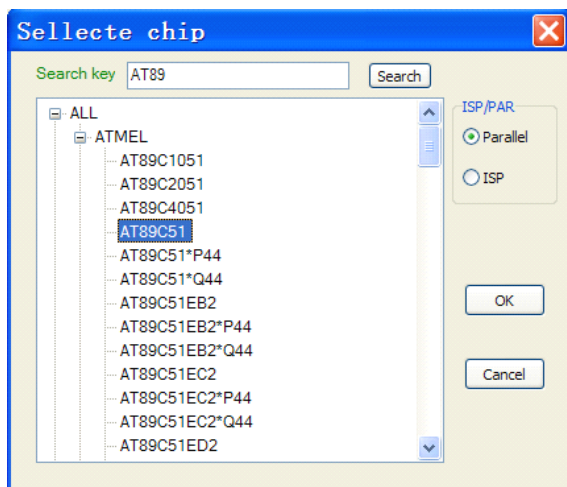 Sellecte chip
Search key AT89 Search
ALL
ATMEL
AT89C1051
AT89C2051
AT89C4051
AT89C51
AT89C51*P44
AT89C51*Q44
AT89C51EB2
AT89C51EB2*P44
AT89C51EB2*Q44
AT89C51EC2
AT89C51EC2*P44
AT89C51EC2*Q44
AT89C51ED2
ISP/PAR
Parallel
ISP
OK
Cancel